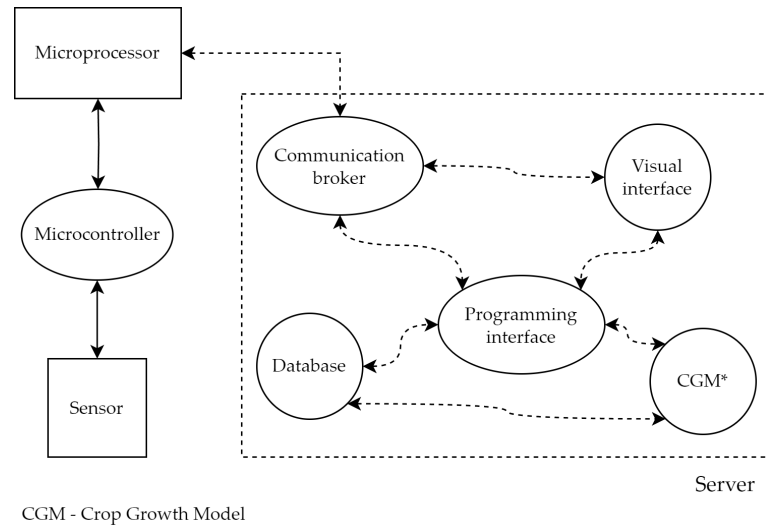 Microprocessor
Communication
broker
Visual
interface
Microcontroller
Programming
interface
Database
CGM*
Sensor
Server
CGM - Crop Growth Model